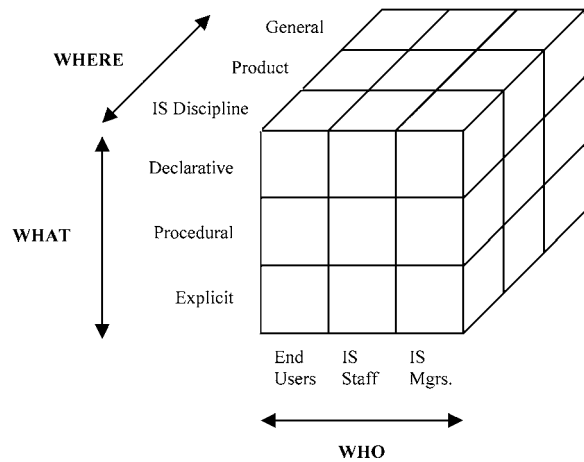 General
WHERE
Product
IS Discipline
Declarative
WHAT
Procedural
Explicit
End
Users
IS
Staff
IS
Mgrs.
WHO